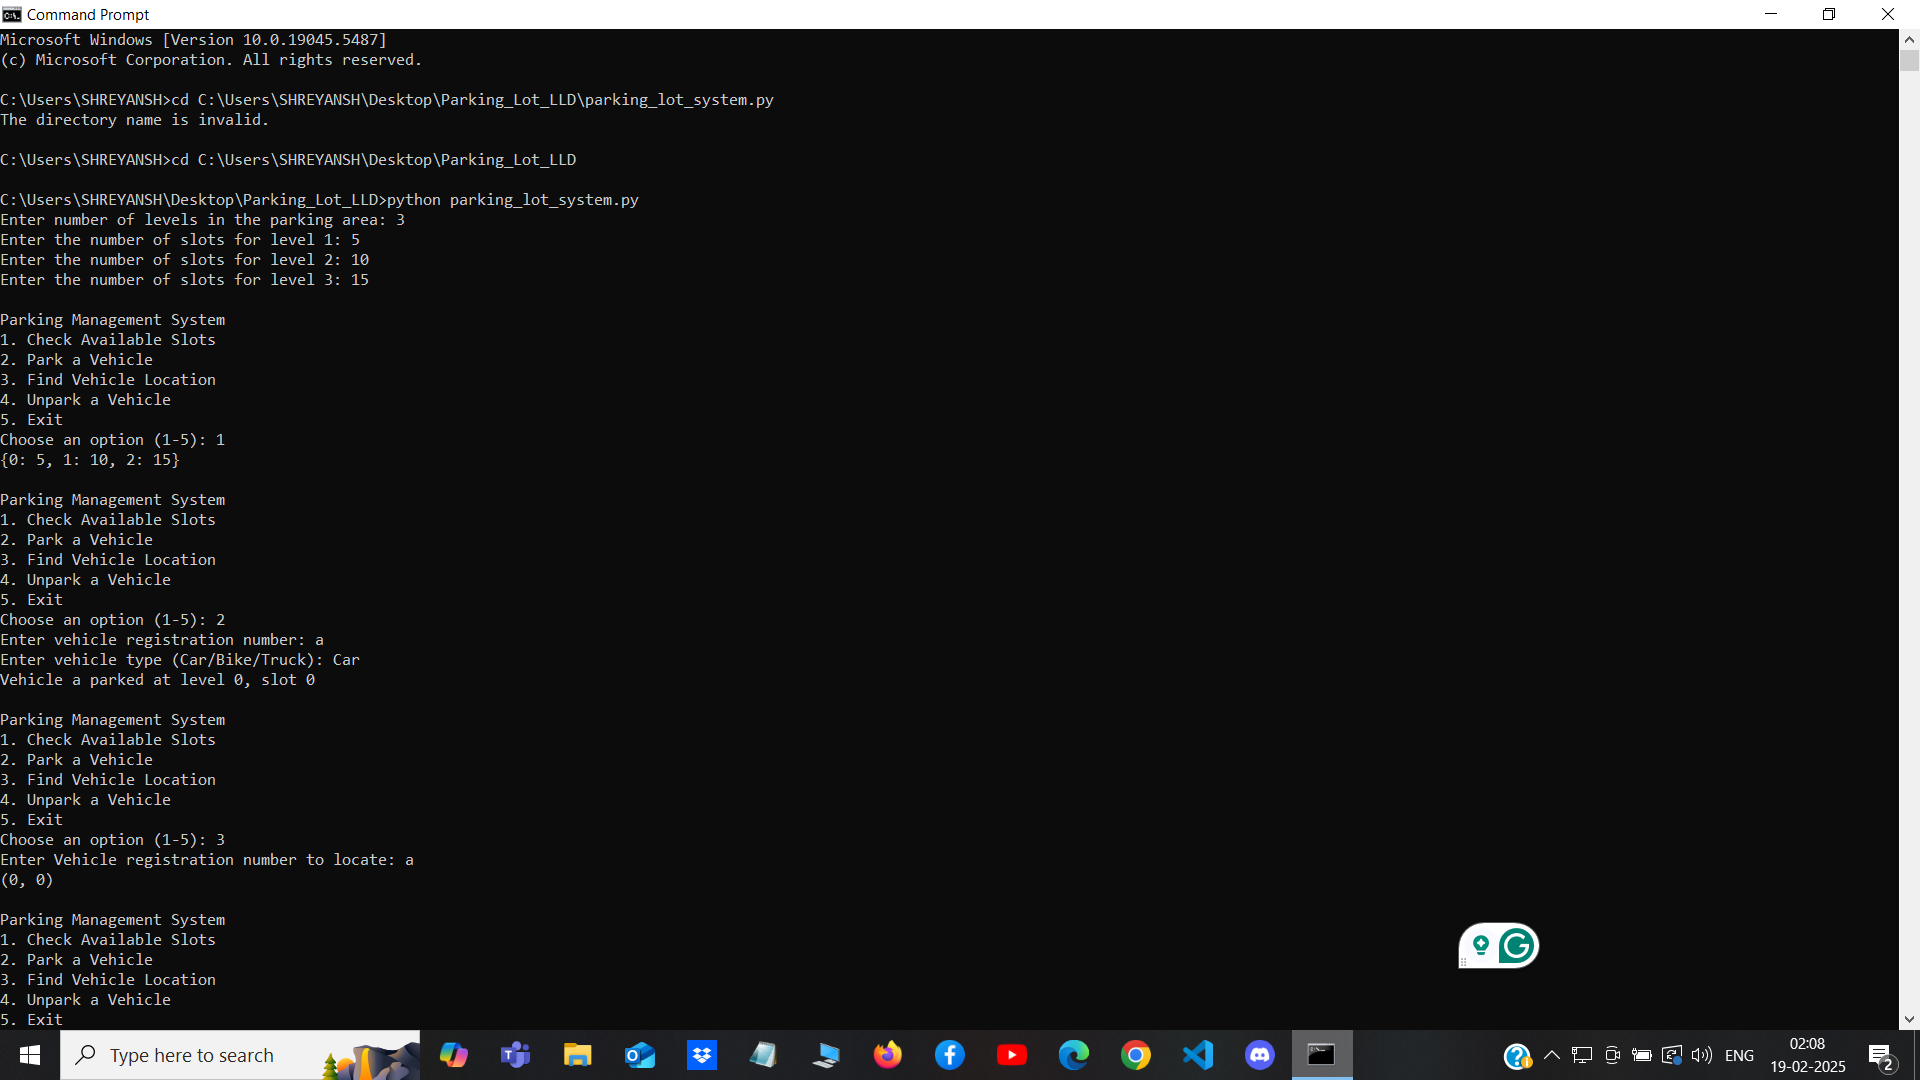 Command Prompt
Microsoft Windows [Version 10.0.19045.5487]
(c) Microsoft Corporation. All rights reserved.
C:\Users\SHREYANSH>cd C:\Users\SHREYANSH\Desktop\Parking_Lot_LLD\parking_lot_system.py
The directory name is invalid.
C:\Users\SHREYANSH>cd C:\Users\SHREYANSH\Desktop\Parking_Lot_LLD
C:\Users\SHREYANSH\Desktop\Parking_Lot_LLD>python parking_lot_system.py
Enter number of levels in the parking area: 3
Enter the number of slots for level 1: 5
Enter the number of slots for level 2: 10
Enter the number of slots for level 3: 15
Parking Management System
1. Check Available Slots
2. Park a Vehicle
3. Find Vehicle Location
4. Unpark a Vehicle
5. Exit
Choose an option (1-5): 1
{0: 5, 1: 10, 2: 15}
Parking Management System
1. Check Available Slots
2. Park a Vehicle
3. Find Vehicle Location
4. Unpark a Vehicle
5. Exit
Choose an option (1-5): 2
Enter vehicle registration number: a
Enter vehicle type (Car/Bike/Truck): Car
Vehicle a parked at level 0, slot 0
Parking Management System
1. Check Available Slots
2. Park a Vehicle
3. Find Vehicle Location
4. Unpark a Vehicle
5. Exit
Choose an option (1-5): 3
Enter Vehicle registration number to locate: a
(0, 0)
Parking Management System
1. Check Available Slots
2. Park a Vehicle
3. Find Vehicle Location
4. Unpark a Vehicle
5. Exit
Type here to search
ENG
02:08
19-02-2025
2